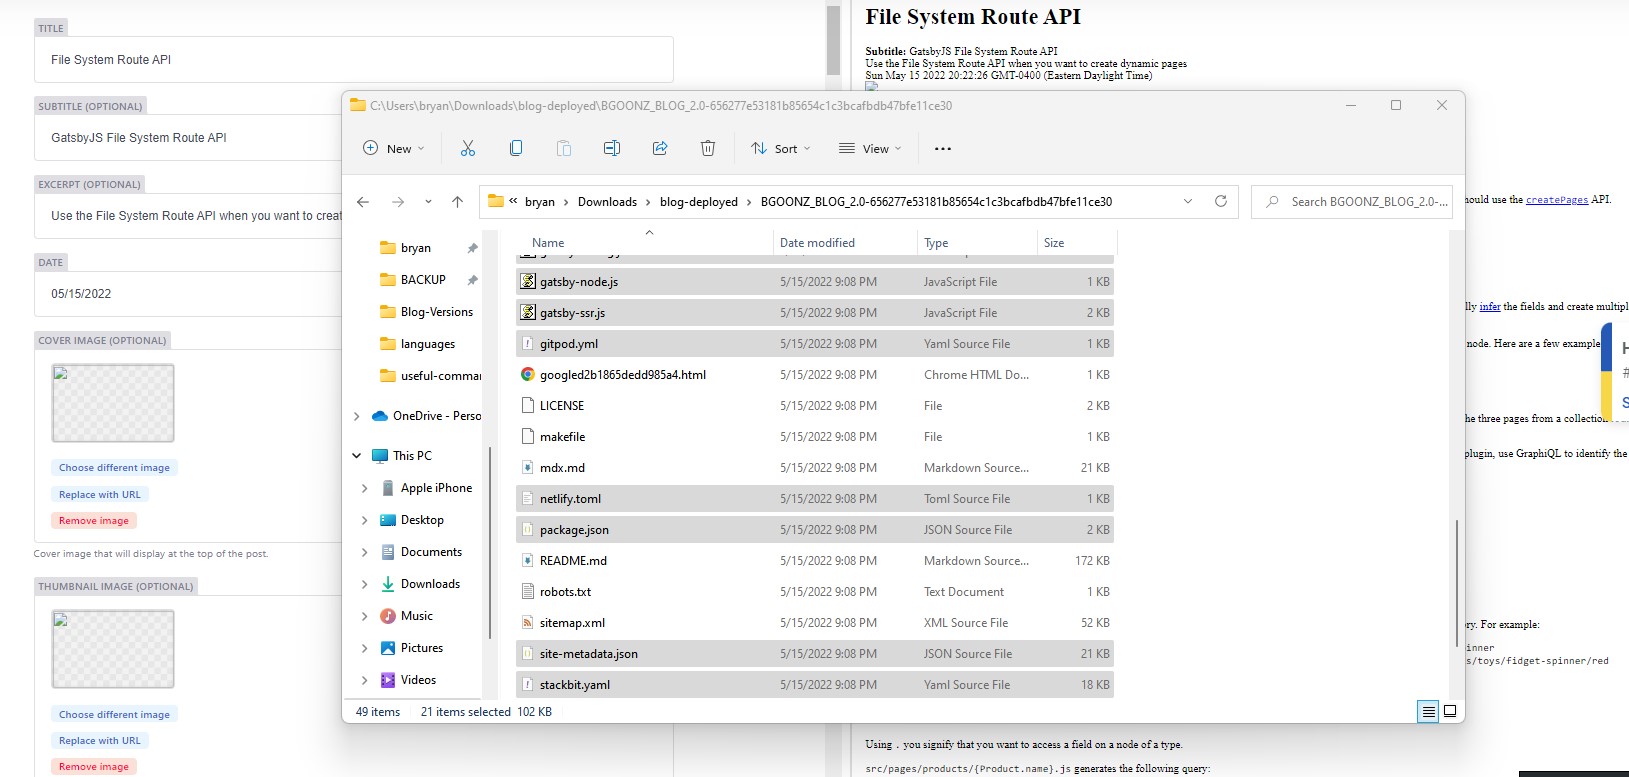 TITLE
File System Route API
SUBTITLE (OPTIONAL)
GatsbyJS File System Route API
EXCERPT (OPTIONAL)
Use the File System Route API when you want to creat
DATE
05/15/2022
COVER IMAGE (OPTIONAL)
Choose different image
Replace with URL
Remove image
Cover image that will display at the top of the post.
THUMBNAIL IMAGE (OPTIONAL)
Choose different image
Replace with URL
Remove image
File System Route API
Subtitle: GatsbyJS File System Route API
Use the File System Route API when you want to create dynamic pages
Sun May 15 2022 20:22:26 GMT-0400 (Eastern Daylight Time)
C:\Users\bryan\Downloads\blog-deployed\BGOONZ_BLOG_2.0-656277e53181b85654c1c3bcafbdb47bfe11ce30
New
Sort
View
« bryan > Downloads > blog-deployed > BGOONZ_BLOG_2.0-656277e53181b85654c1c3bcafbdb47bfe11ce30
Search BGOONZ_BLOG_2.0-...
bryan
BACKUP
Blog-Versions
languages
useful-commar
OneDrive - Perso
This PC
Apple iPhone
Desktop
Documents
Downloads
Music
Pictures
Videos
Name Date modified Type Size
gatsby-node.js 5/15/2022 9:08 PM JavaScript File 1 KB
gatsby-ssr.js 5/15/2022 9:08 PM JavaScript File 2 KB
gitpod.yml 5/15/2022 9:08 PM Yaml Source File 1 KB
googled2b1865dedd985a4.html 5/15/2022 9:08 PM Chrome HTML Do... 1 KB
LICENSE 5/15/2022 9:08 PM File 2 KB
makefile 5/15/2022 9:08 PM File 1 KB
mdx.md 5/15/2022 9:08 PM Markdown Source... 21 KB
netlify.toml 5/15/2022 9:08 PM Toml Source File 1 KB
package.json 5/15/2022 9:08 PM JSON Source File 2 KB
README.md 5/15/2022 9:08 PM Markdown Source... 172 KB
robots.txt 5/15/2022 9:08 PM Text Document 1 KB
sitemap.xml 5/15/2022 9:08 PM XML Source File 52 KB
site-metadata.json 5/15/2022 9:08 PM JSON Source File 21 KB
stackbit.yaml 5/15/2022 9:08 PM Yaml Source File 18 KB
49 items 21 items selected 102 KB
ould use the createPages API.
lly infer the fields and create multipl
node. Here are a few example
he three pages from a collectio
plugin, use GraphiQL to identify the
ry. For example:
inner
s/toys/fidget-spinner/red
H
#
S
Using . you signify that you want to access a field on a node of a type.
src/pages/products/{Product.name}.js generates the following query: